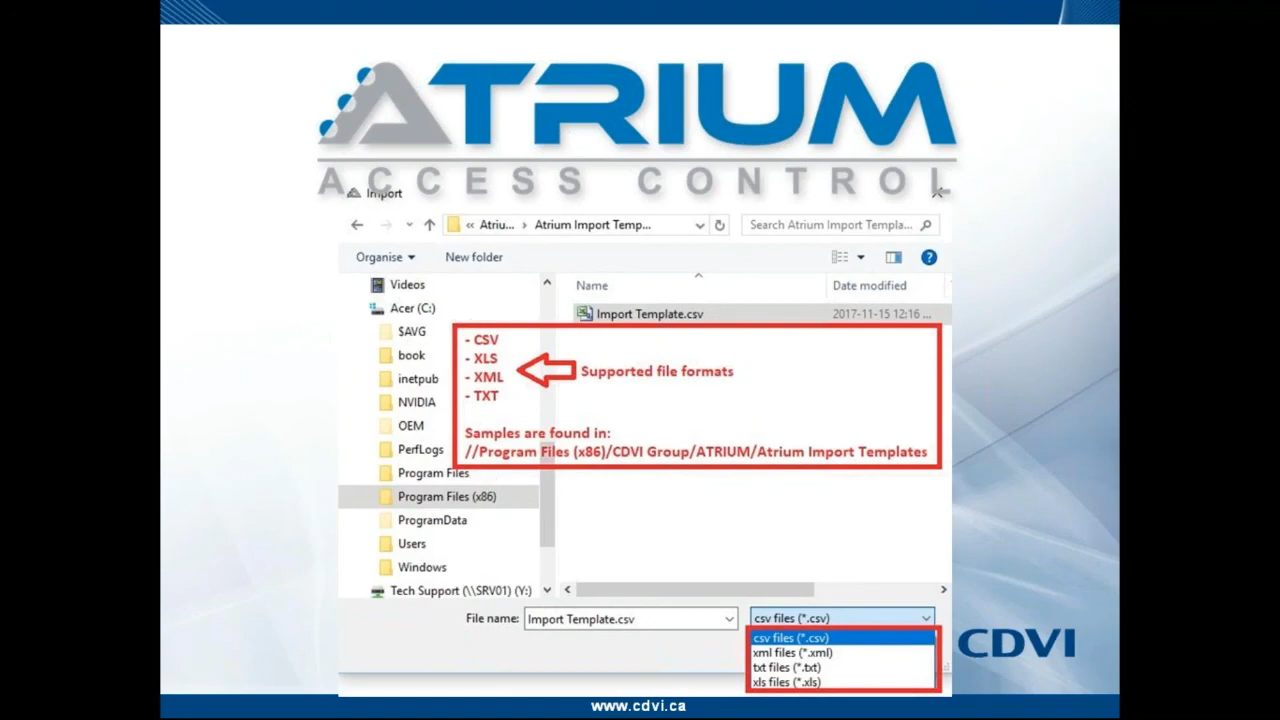 ATRIUM
ACCESS CONTROL
Import
« Atriu... › Atrium Import Temp...
Search Atrium Import Templa...
Organise
New folder
Videos
Acer (C:)
$AVG
book
inetpub
NVIDIA
OEM
PerfLogs
Program Files
Program Files (x86)
ProgramData
Users
Windows
Tech Support (\\SRV01) (Y:)
Name
Date modified
Import Template.csv
2017-11-15 12:16 ...
- CSV
- XLS
- XML
- TXT
Supported file formats
Samples are found in:
//Program Files (x86)/CDVI Group/ATRIUM/Atrium Import Templates
File name:
Import Template.csv
csv files (*.csv)
csv files (*.csv)
xml files (*.xml)
txt files (*.txt)
xls files (*.xls)
CDVI
www.cdvi.ca